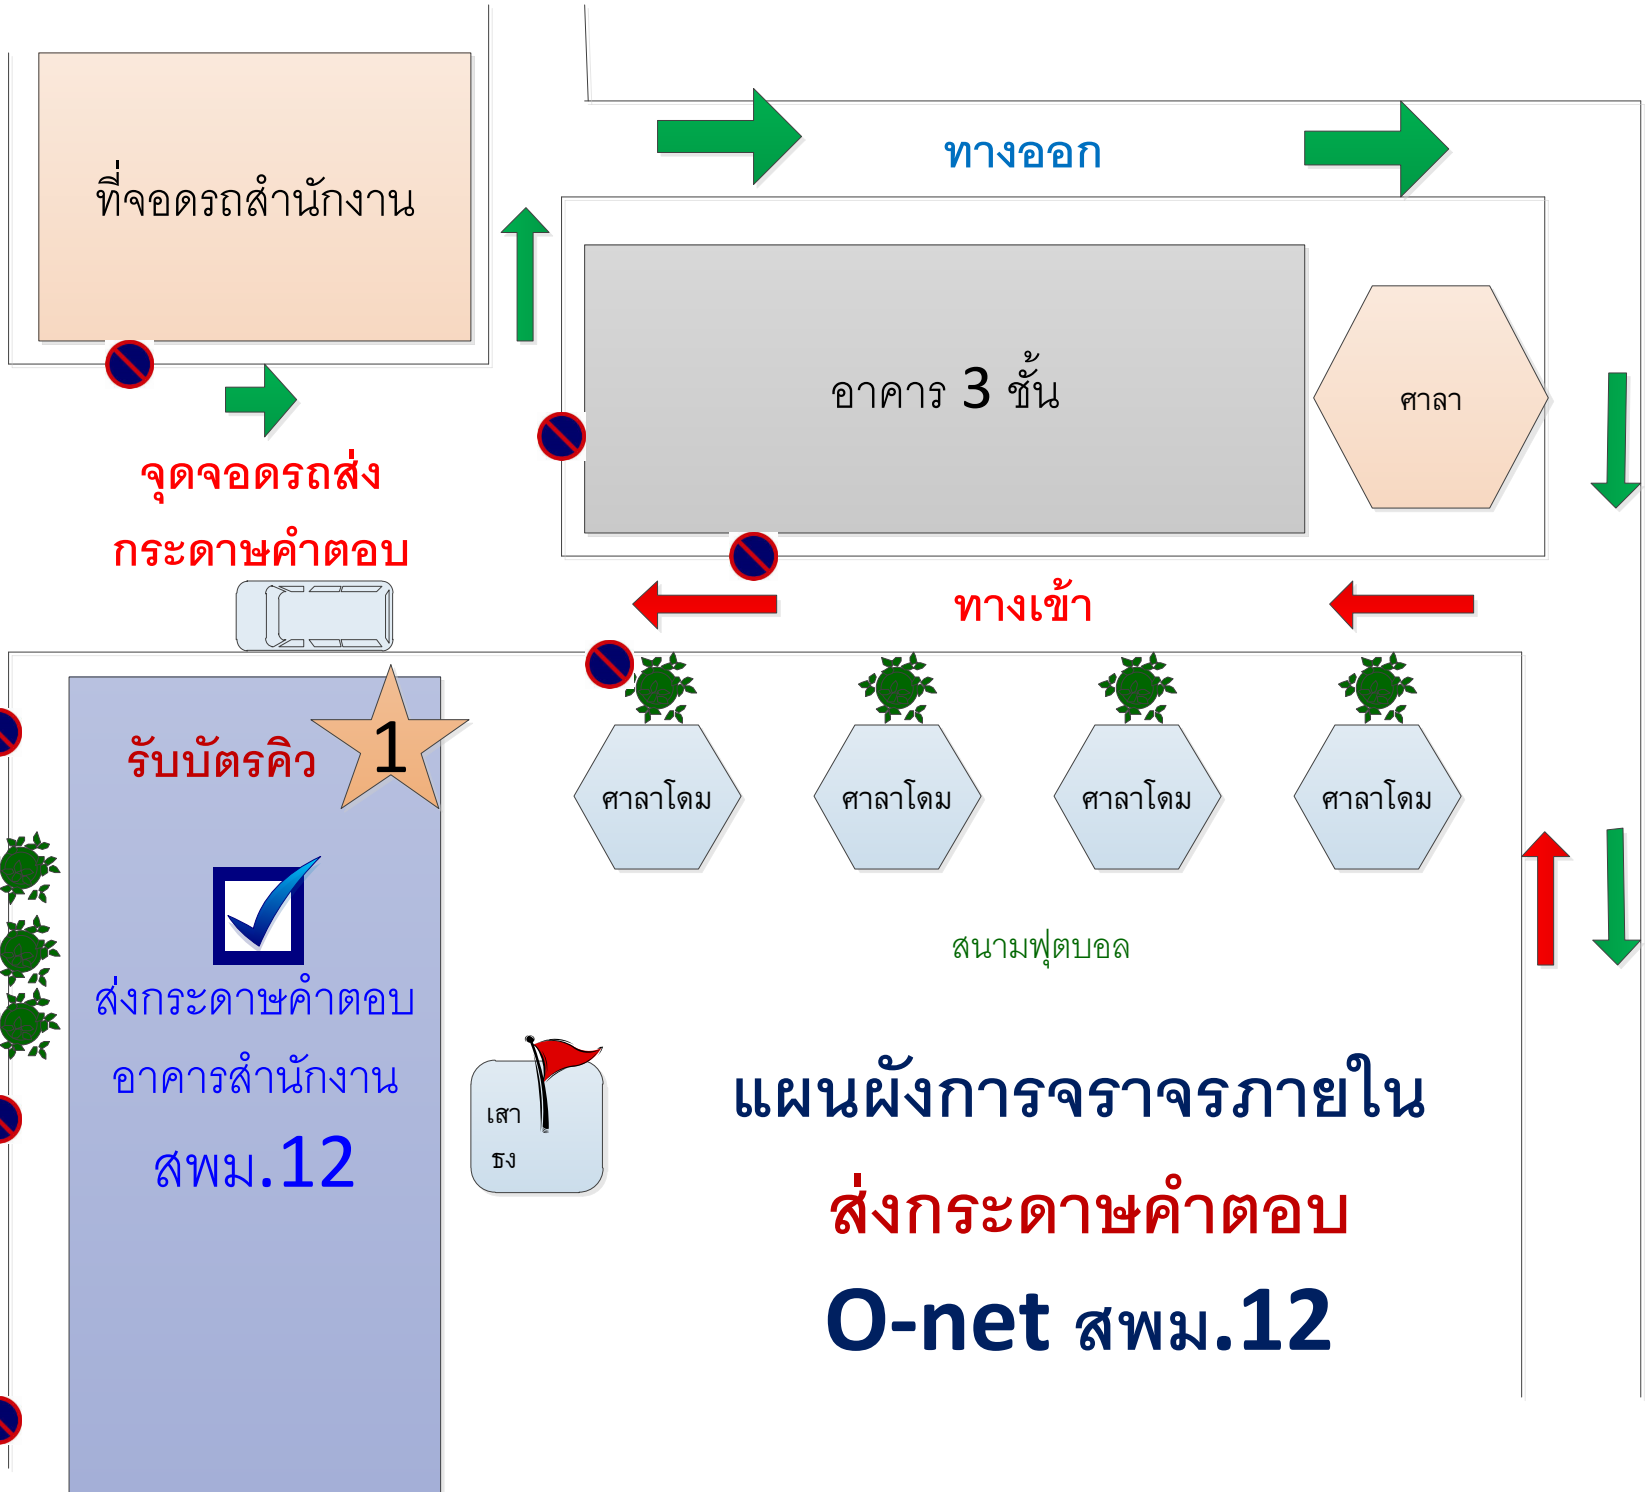 ทางออก
ที่จอดรถสำนักงาน
อาคาร 3 ชั้น
ศาลา
จุดจอดรถส่ง
กระดาษคำตอบ
ทางเข้า
รับบัตรคิว
1
ศาลาโดม
ศาลาโดม
ศาลาโดม
ศาลาโดม
สนามฟุตบอล
ส่งกระดาษคำตอบ
อาคารสำนักงาน
สพม.12
เสา
ธง
แผนผังการจราจรภายใน
ส่งกระดาษคำตอบ
O-net สพม.12